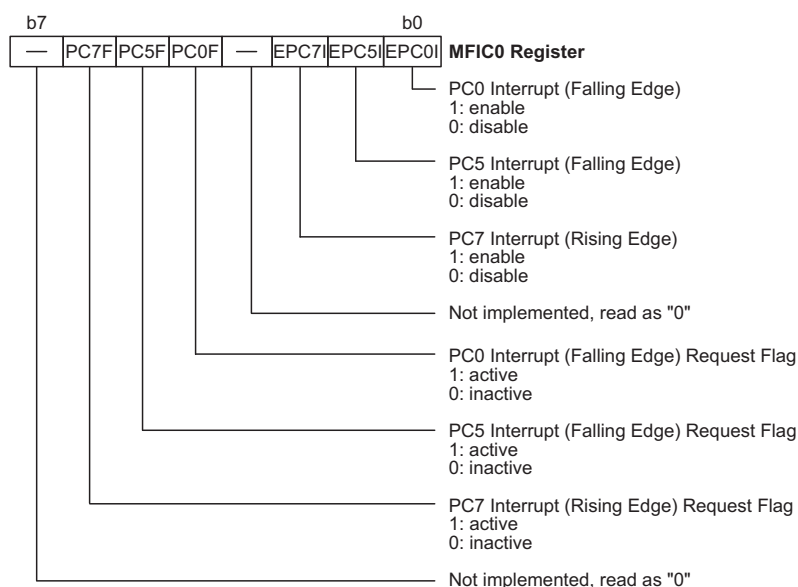 b7 b0
— PC7F PC5F PC0F — EPC7I EPC5I EPC0I MFIC0 Register
PC0 Interrupt (Falling Edge)
1: enable
0: disable
PC5 Interrupt (Falling Edge)
1: enable
0: disable
PC7 Interrupt (Rising Edge)
1: enable
0: disable
Not implemented, read as "0"
PC0 Interrupt (Falling Edge) Request Flag
1: active
0: inactive
PC5 Interrupt (Falling Edge) Request Flag
1: active
0: inactive
PC7 Interrupt (Rising Edge) Request Flag
1: active
0: inactive
Not implemented, read as "0"